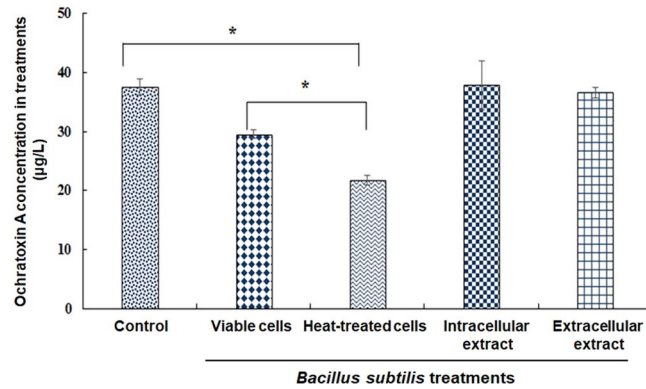 Ochratoxin A concentration in treatments
(µg/L)
50
40
30
20
10
0
*
*
Control
Viable cells
Heat-treated cells
Intracellular
extract
Extracellular
extract
Bacillus subtilis treatments